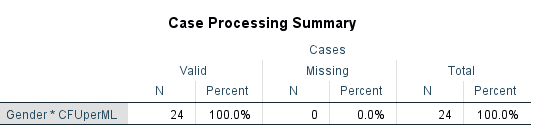 Case Processing Summary
Cases
Valid Missing Total
N Percent N Percent N Percent
Gender * CFUperML 24 100.0% 0 0.0% 24 100.0%